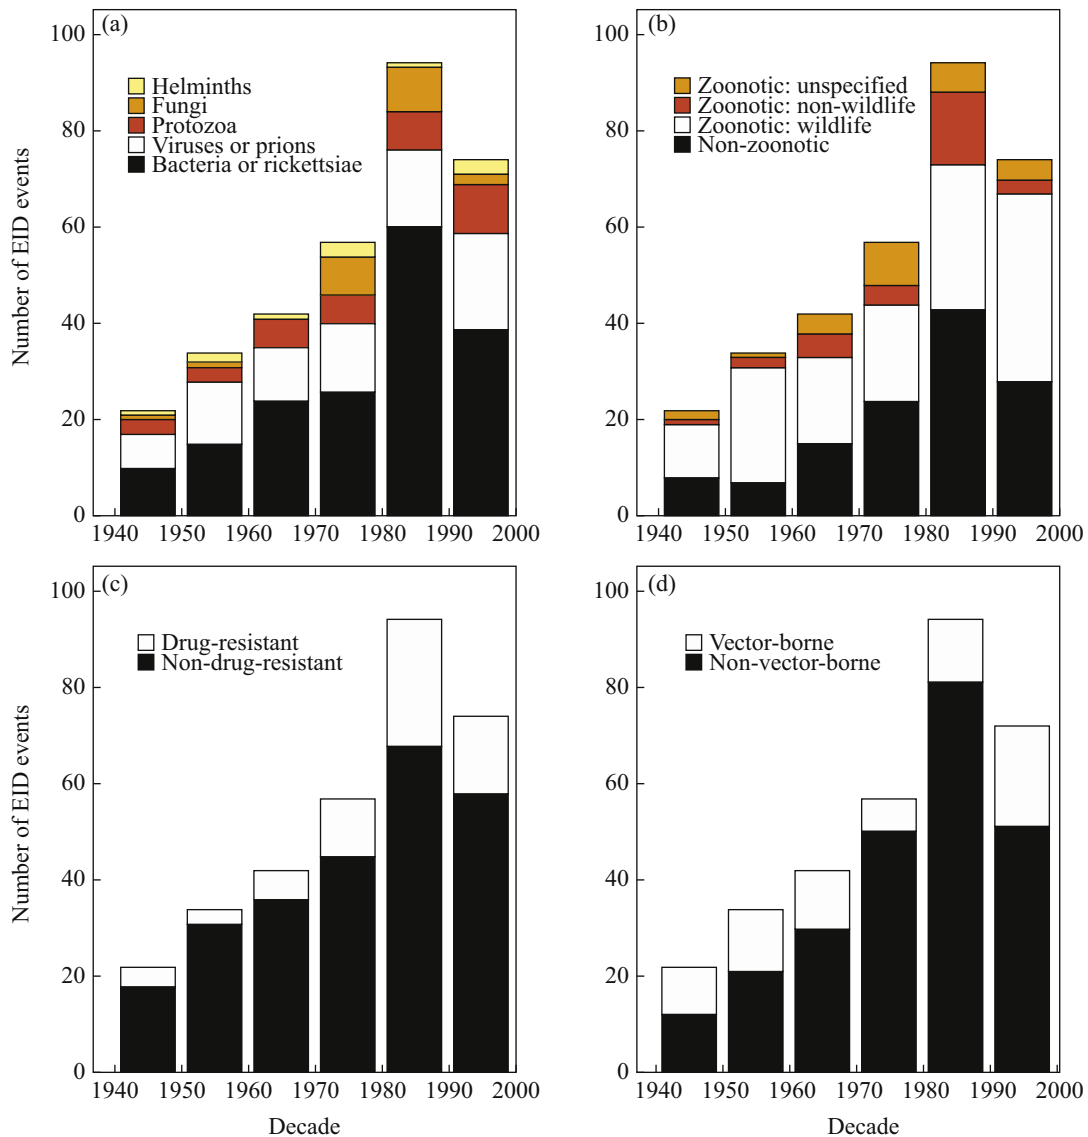 (a)
100
80
60
40
20
0
Number of EID events
Helminths
Fungi
Protozoa
Viruses or prions
Bacteria or rickettsiae
1940 1950 1960 1970 1980 1990 2000
(b)
100
80
60
40
20
0
Zoonotic: unspecified
Zoonotic: non-wildlife
Zoonotic: wildlife
Non-zoonotic
1940 1950 1960 1970 1980 1990 2000
(c)
100
80
60
40
20
0
Number of EID events
Drug-resistant
Non-drug-resistant
1940 1950 1960 1970 1980 1990 2000
Decade
(d)
100
80
60
40
20
0
Vector-borne
Non-vector-borne
1940 1950 1960 1970 1980 1990 2000
Decade